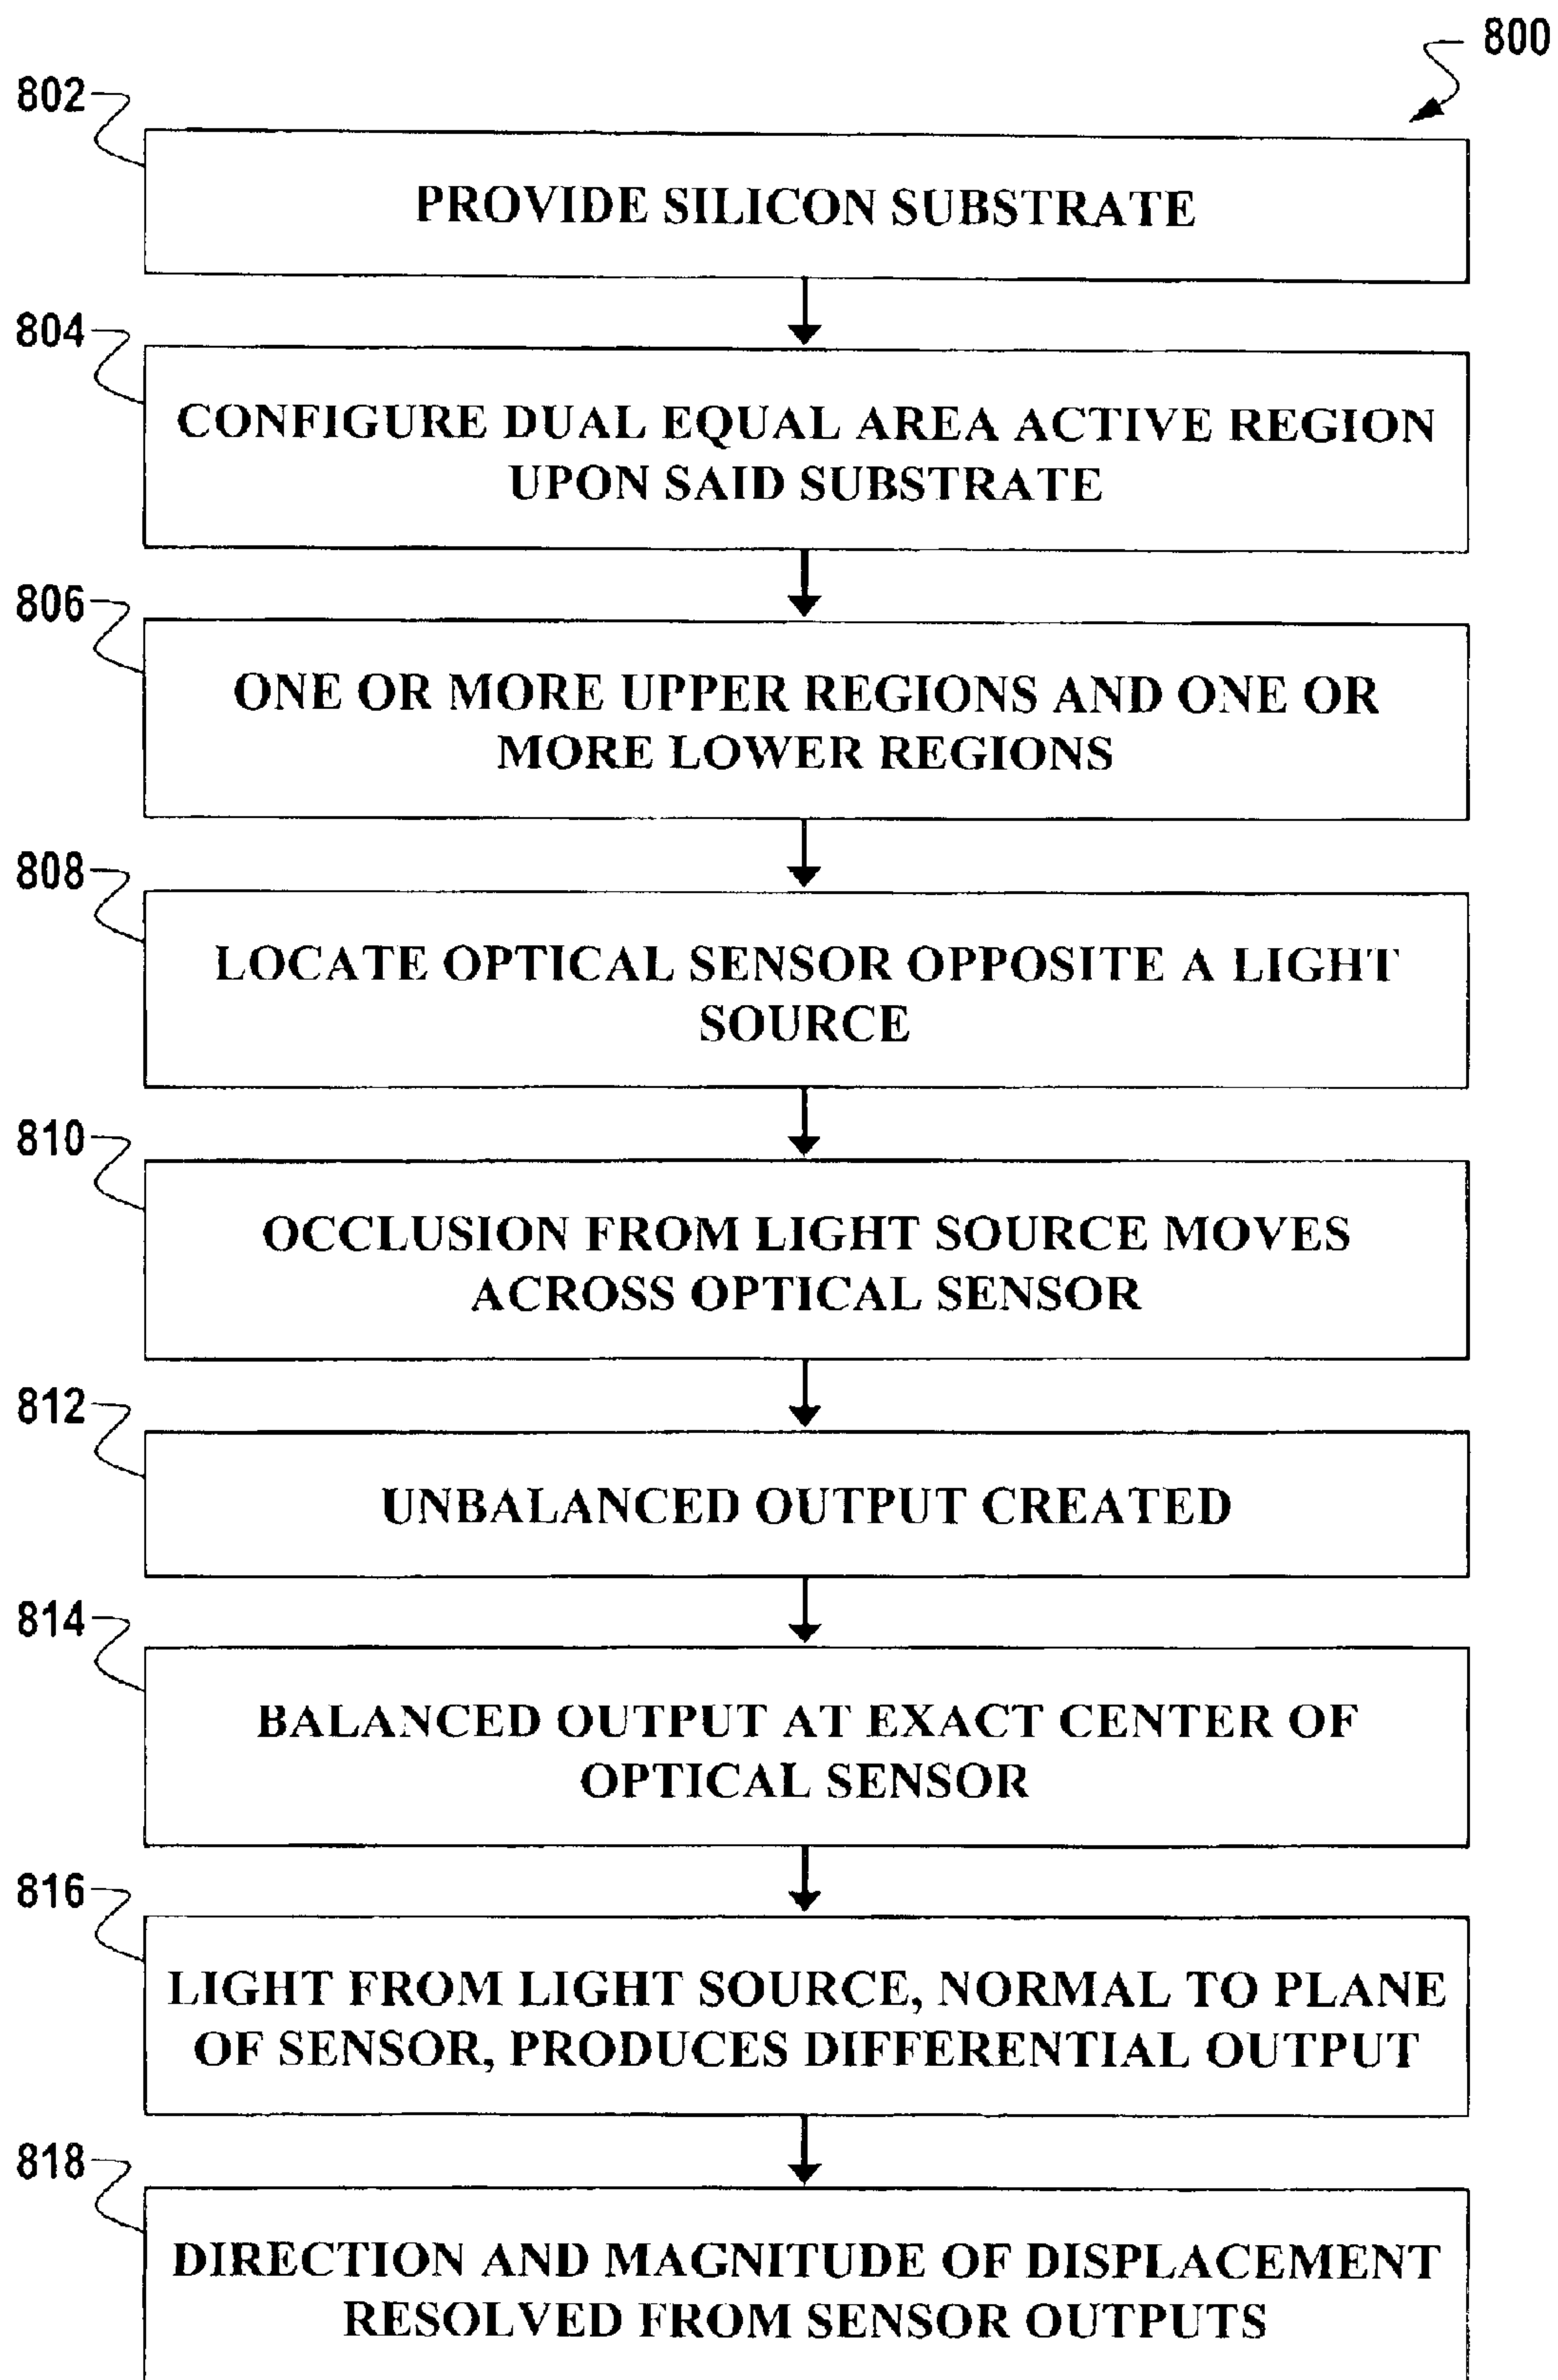 800
802
PROVIDE SILICON SUBSTRATE
804
CONFIGURE DUAL EQUAL AREA ACTIVE REGION
UPON SAID SUBSTRATE
806
ONE OR MORE UPPER REGIONS AND ONE OR
MORE LOWER REGIONS
808
LOCATE OPTICAL SENSOR OPPOSITE A LIGHT
SOURCE
810
OCCLUSION FROM LIGHT SOURCE MOVES
ACROSS OPTICAL SENSOR
812
UNBALANCED OUTPUT CREATED
814
BALANCED OUTPUT AT EXACT CENTER OF
OPTICAL SENSOR
816
LIGHT FROM LIGHT SOURCE, NORMAL TO PLANE
OF SENSOR, PRODUCES DIFFERENTIAL OUTPUT
818
DIRECTION AND MAGNITUDE OF DISPLACEMENT
RESOLVED FROM SENSOR OUTPUTS